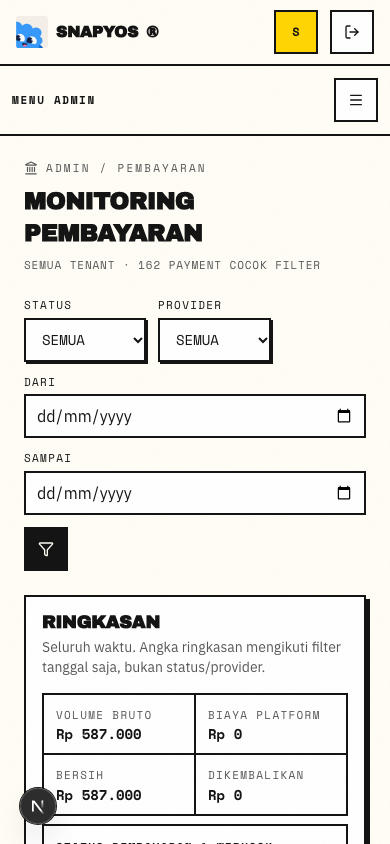 SNAPYOS ®
S
MENU ADMIN
ADMIN / PEMBAYARAN
MONITORING
PEMBAYARAN
SEMUA TENANT · 162 PAYMENT COCOK FILTER
STATUS PROVIDER
SEMUA SEMUA
DARI
dd/mm/yyyy
SAMPAI
dd/mm/yyyy
RINGKASAN
Seluruh waktu. Angka ringkasan mengikuti filter
tanggal saja, bukan status/provider.
VOLUME BRUTO BIAYA PLATFORM
Rp 587.000 Rp 0
BERSIH DIKEMBALIKAN
Rp 587.000 Rp 0
N